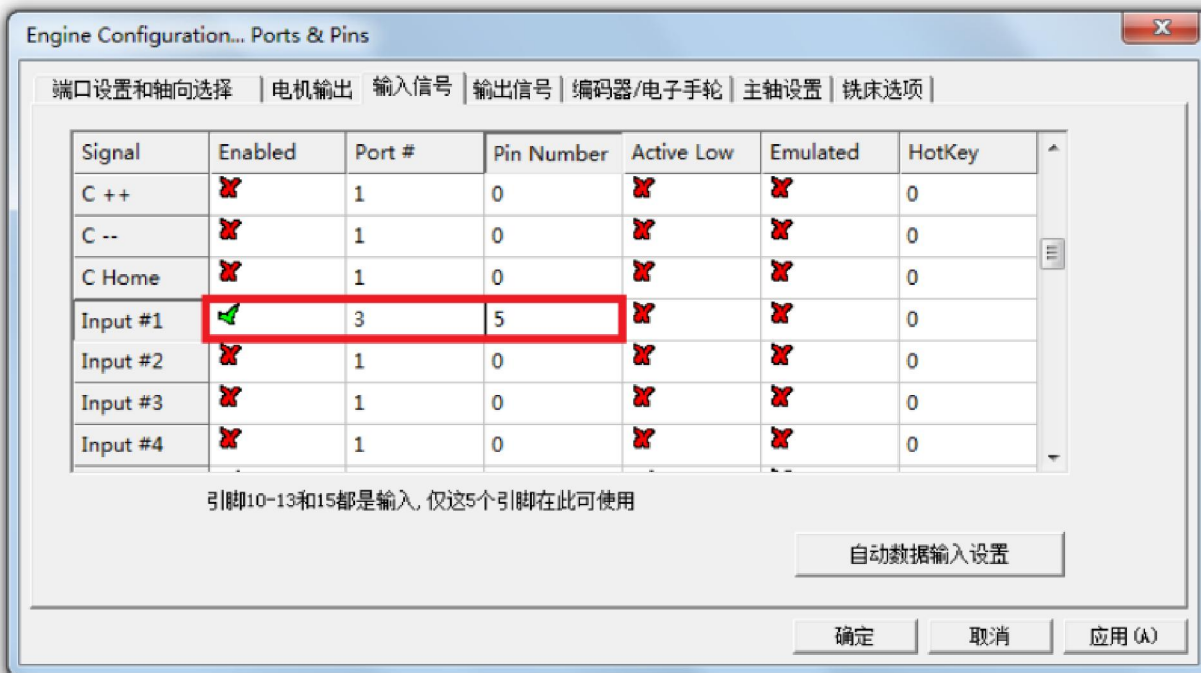 Engine Configuration... Ports & Pins
端口设置和轴向选择 电机输出 输入信号 输出信号 编码器/电子手轮 主轴设置 铣床选项
Signal Enabled Port # Pin Number Active Low Emulated HotKey
C ++ 1 0 0
C -- 1 0 0
C Home 1 0 0
Input #1 3 5 0
Input #2 1 0 0
Input #3 1 0 0
Input #4 1 0 0
引脚10-13和15都是输入,仅这5个引脚在此可使用
自动数据输入设置
确定 取消 应用(A)